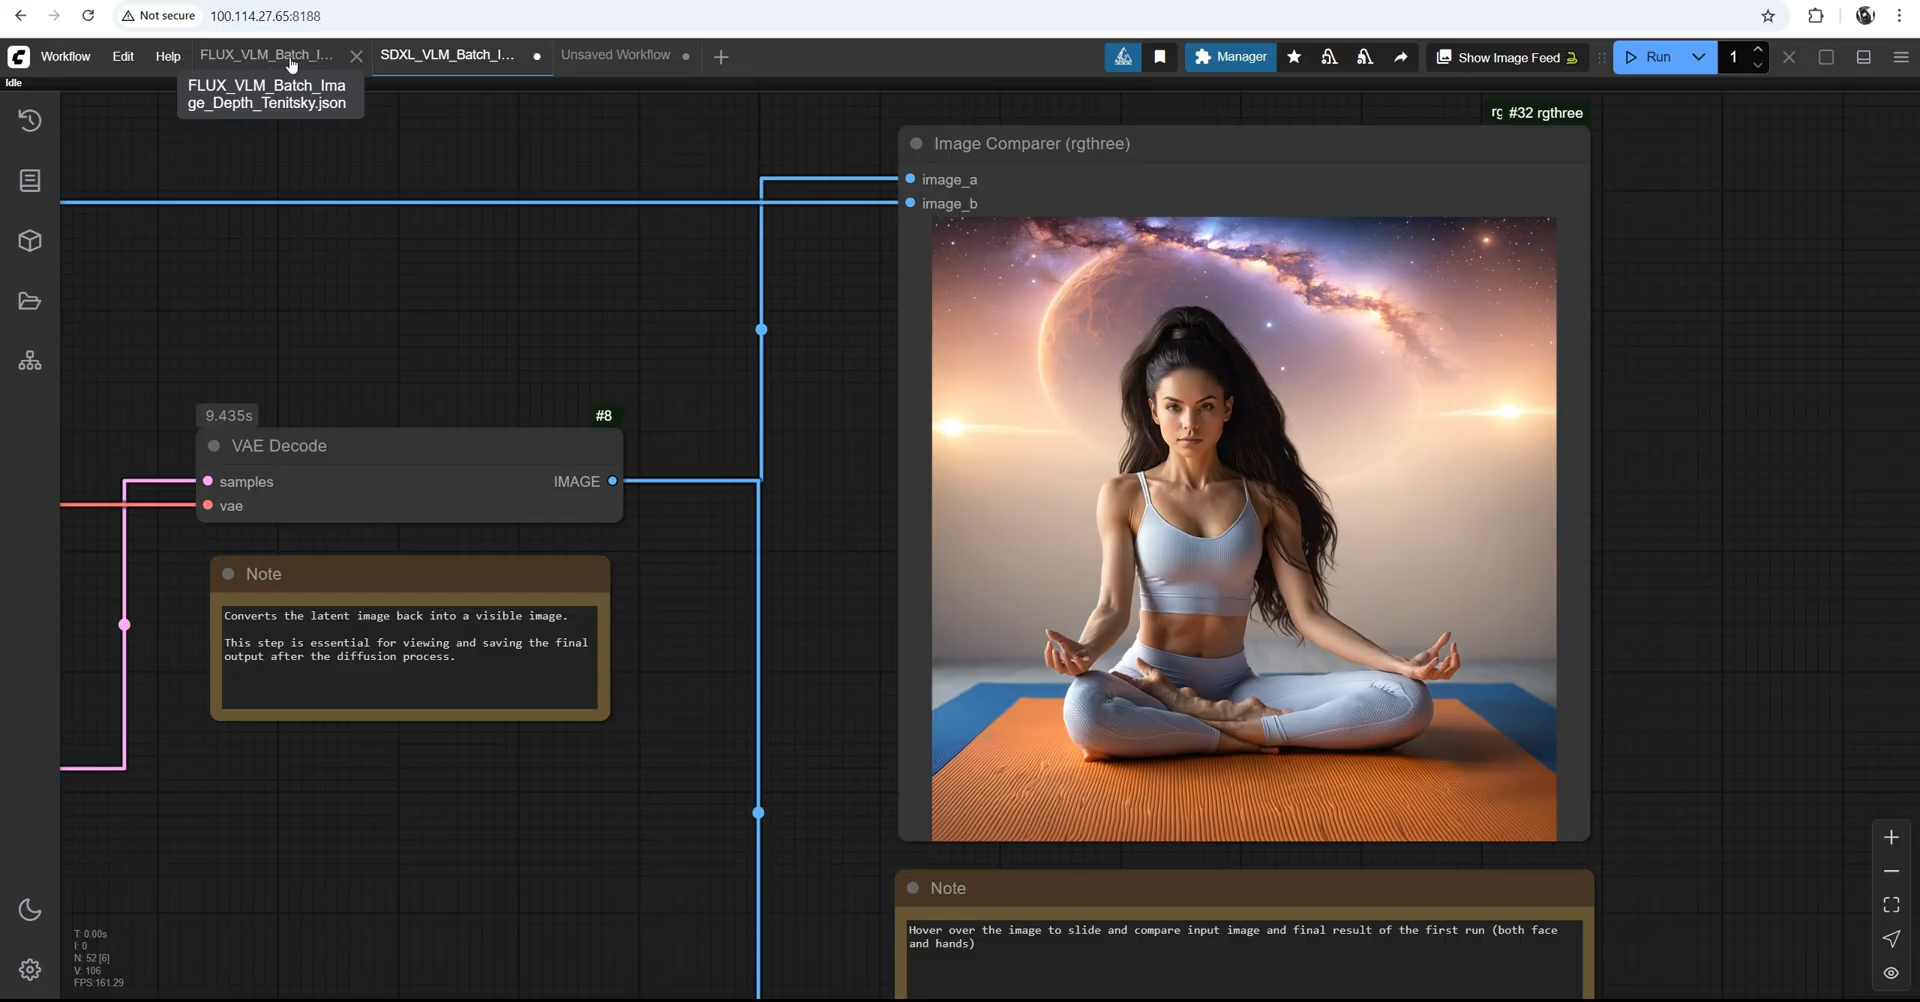 Not secure 100.114.27.65:8188
Workflow Edit Help FLUX_VLM_Batch_I... SDXL_VLM_Batch_I... Unsaved Workflow Manager Show Image Feed Run 1
Idle
FLUX_VLM_Batch_Ima
ge_Depth_Tenitsky.json
#32 rgthree
Image Comparer (rgthree)
image_a
image_b
9.435s #8
VAE Decode
samples IMAGE
vae
Note
Converts the latent image back into a visible image.
This step is essential for viewing and saving the final
output after the diffusion process.
Note
Hover over the image to slide and compare input image and final result of the first run (both face
and hands)
T: 0.00s
I: 0
N: 52 [6]
V: 106
FPS:161.29